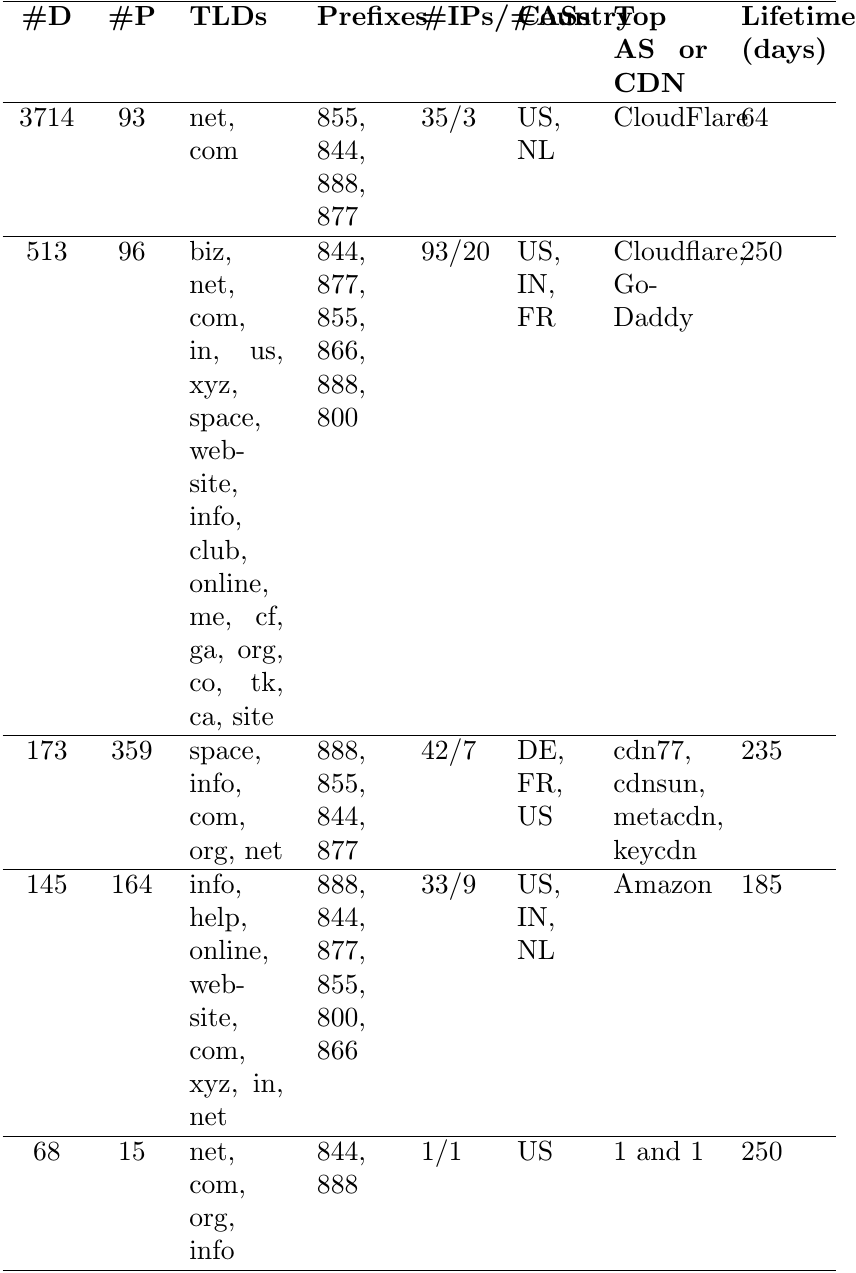 #D #P TLDs Prefixes #IPs/#ASs Country Top AS or CDN Lifetime (days)
3714 93 net, 855, 35/3 US, CloudFlare 64
com 844, NL
888,
877
513 96 biz, 844, 93/20 US, Cloudflare, 250
net, 877, IN, Go-
com, 855, FR Daddy
in, us, 866,
xyz, 888,
space, 800
web-
site,
info,
club,
online,
me, cf,
ga, org,
co, tk,
ca, site
173 359 space, 888, 42/7 DE, cdn77, 235
info, 855, FR, cdnsun,
com, 844, US metacdn,
org, net 877 keycdn
145 164 info, 888, 33/9 US, Amazon 185
help, 844, IN,
online, 877, NL
web- 855,
site, 800,
com, 866
xyz, in,
net
68 15 net, 844, 1/1 US 1 and 1 250
com, 888
org,
info